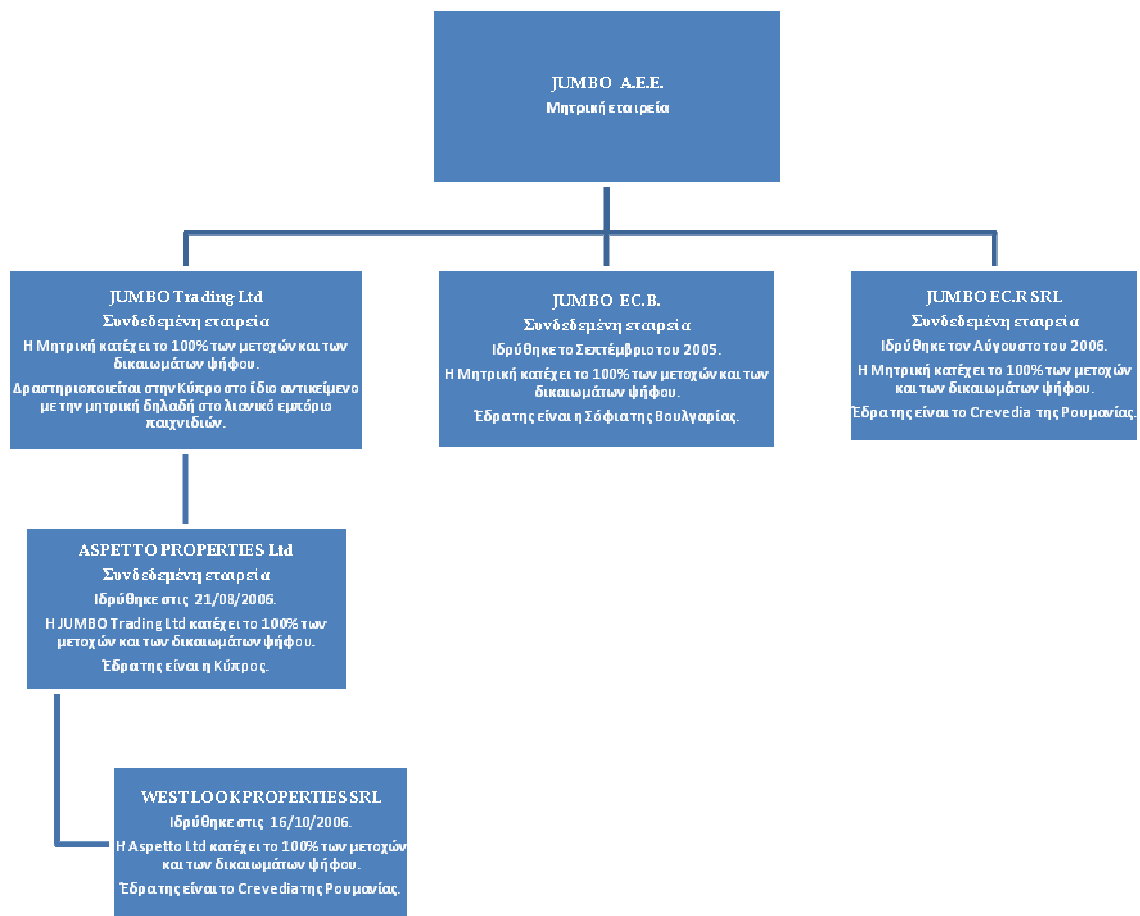 JUMBO A.E.E.
Μητρική εταιρεία
JUMBO Trading Ltd
Συνδεδεμένη εταιρεία
Η Μητρική κατέχει το 100% των μετοχών και των
δικαιωμάτων ψήφου.
Δραστηριοποιείται στην Κύπρο στο ίδιο αντικείμενο
με την μητρική δηλαδή στο λιανικό εμπόριο
παιχνιδιών.
JUMBO EC.B.
Συνδεδεμένη εταιρεία
Ιδρύθηκε το Σεπτέμβριο του 2005.
Η Μητρική κατέχει το 100% των μετοχών και των
δικαιωμάτων ψήφου.
Έδρα της είναι η Σόφια της Βουλγαρίας.
JUMBO EC.R SRL
Συνδεδεμένη εταιρεία
Ιδρύθηκε τον Αύγουστο του 2006.
Η Μητρική κατέχει το 100% των μετοχών
και των δικαιωμάτων ψήφου.
Έδρα της είναι το Crevedia της Ρουμανίας.
ASPETTO PROPERTIES Ltd
Συνδεδεμένη εταιρεία
Ιδρύθηκε στις 21/08/2006.
Η JUMBO Trading Ltd κατέχει το 100% των
μετοχών και των δικαιωμάτων ψήφου.
Έδρα της είναι η Κύπρος.
WESTLOOK PROPERTIES SRL
Ιδρύθηκε στις 16/10/2006.
Η Aspetto Ltd κατέχει το 100% των μετοχών
και των δικαιωμάτων ψήφου.
Έδρα της είναι το Crevedia της Ρουμανίας.